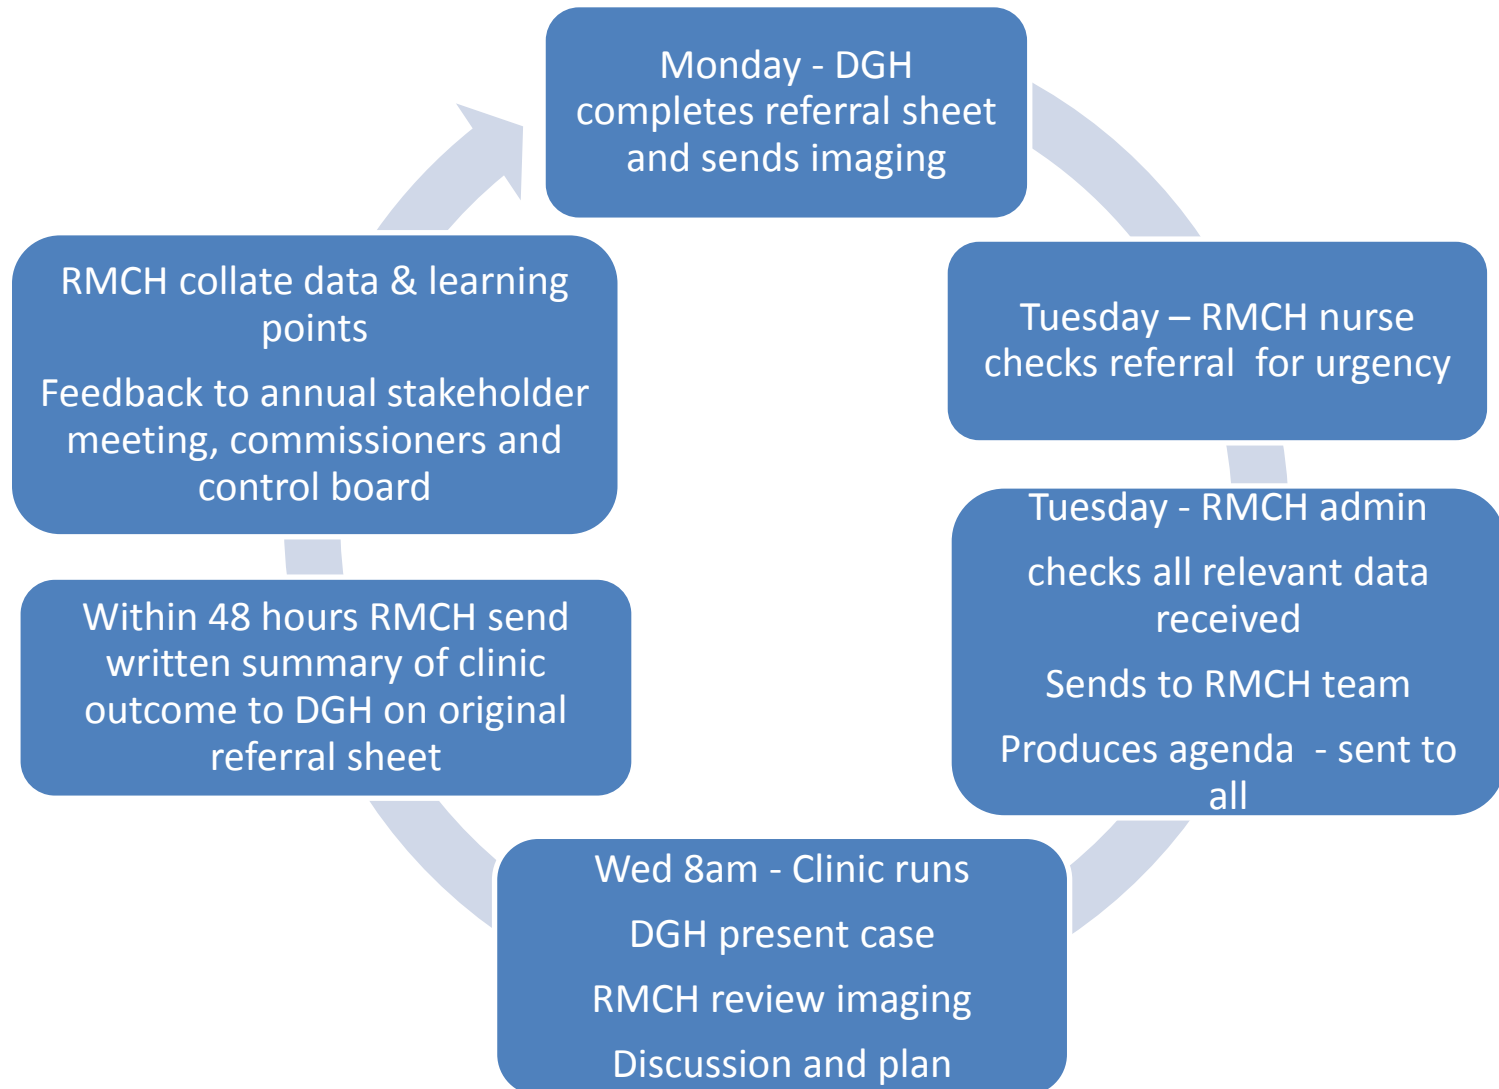 Monday - DGH
completes referral sheet
and sends imaging
Tuesday – RMCH nurse
checks referral for urgency
Tuesday - RMCH admin
checks all relevant data
received
Sends to RMCH team
Produces agenda - sent to
all
Wed 8am - Clinic runs
DGH present case
RMCH review imaging
Discussion and plan
Within 48 hours RMCH send
written summary of clinic
outcome to DGH on original
referral sheet
RMCH collate data & learning
points
Feedback to annual stakeholder
meeting, commissioners and
control board